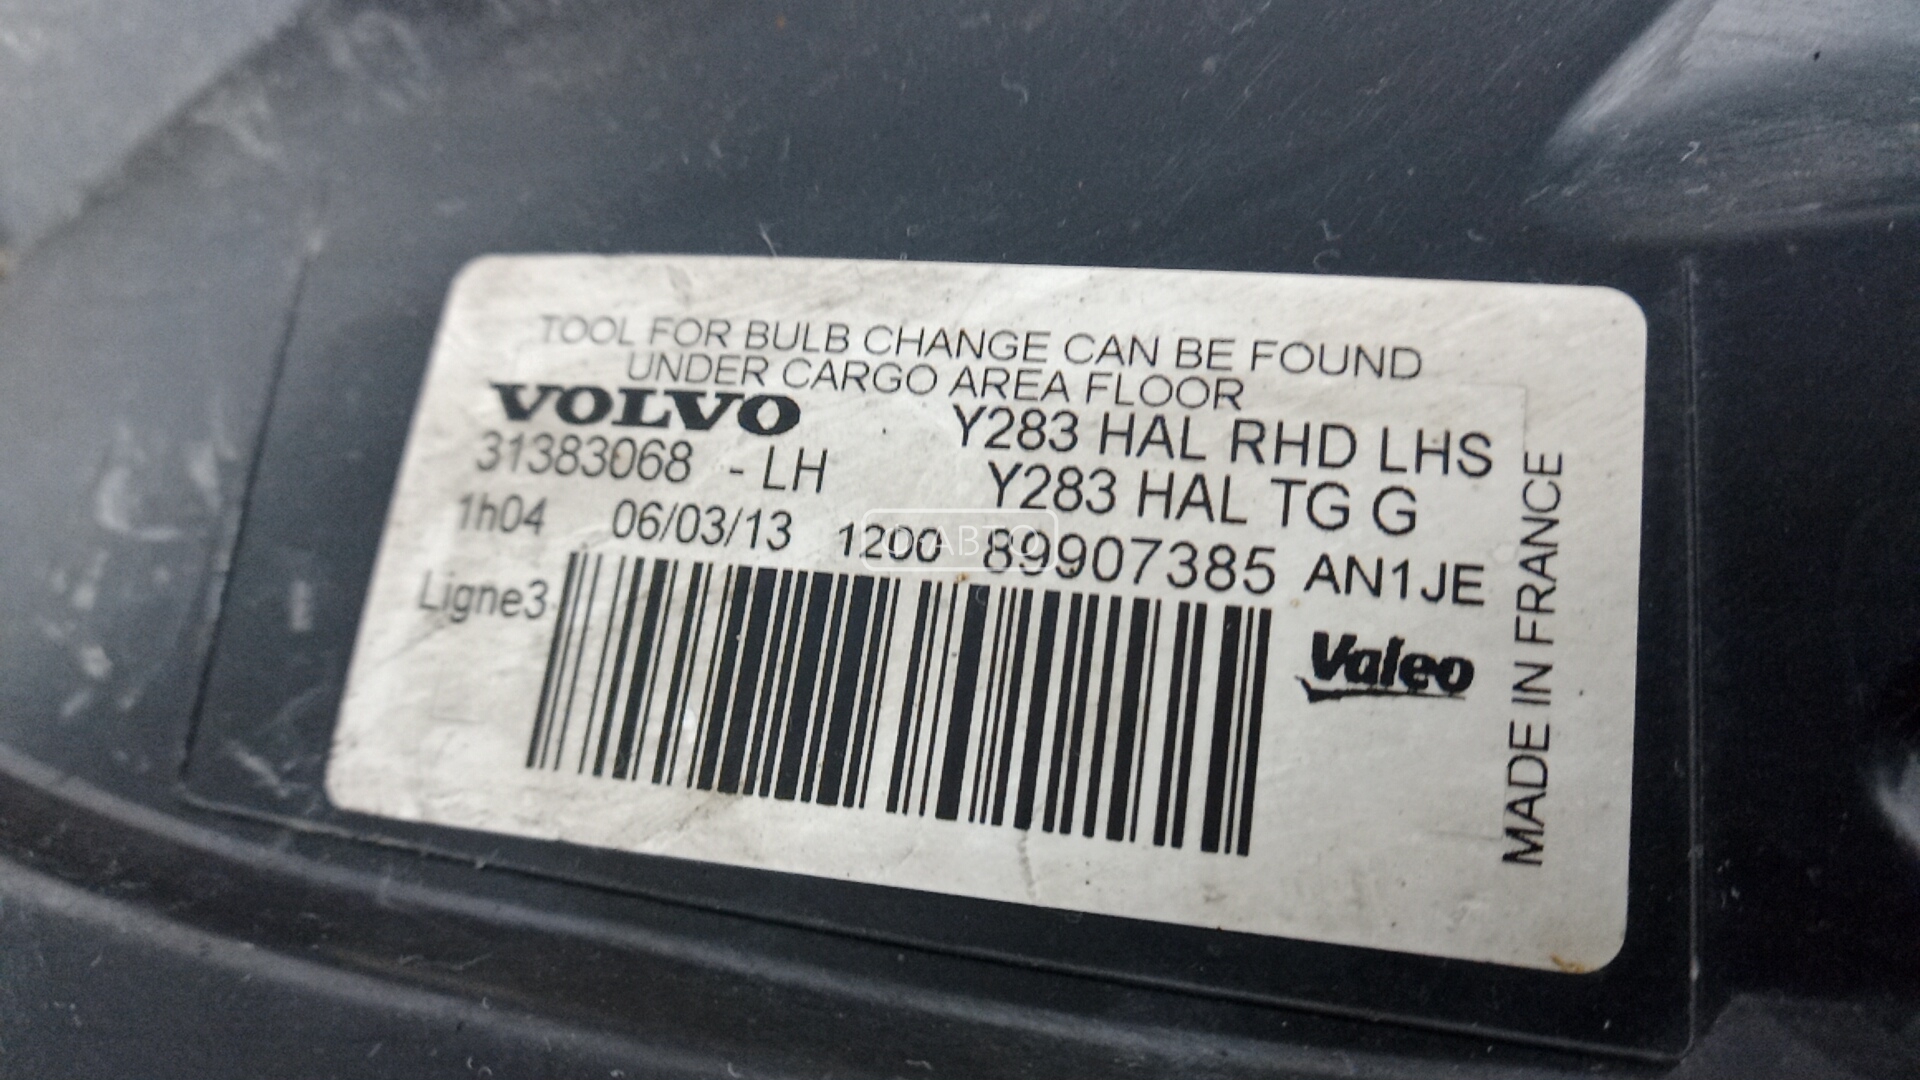 TOOL FOR BULB CHANGE CAN BE FOUND
UNDER CARGO AREA FLOOR
VOLVO Y283 HAL RHD LHS
31383068 - LH Y283 HAL TG G
1h04 06/03/13 1200 89907385 AN1JE
Ligne3
Valeo
MADE IN FRANCE